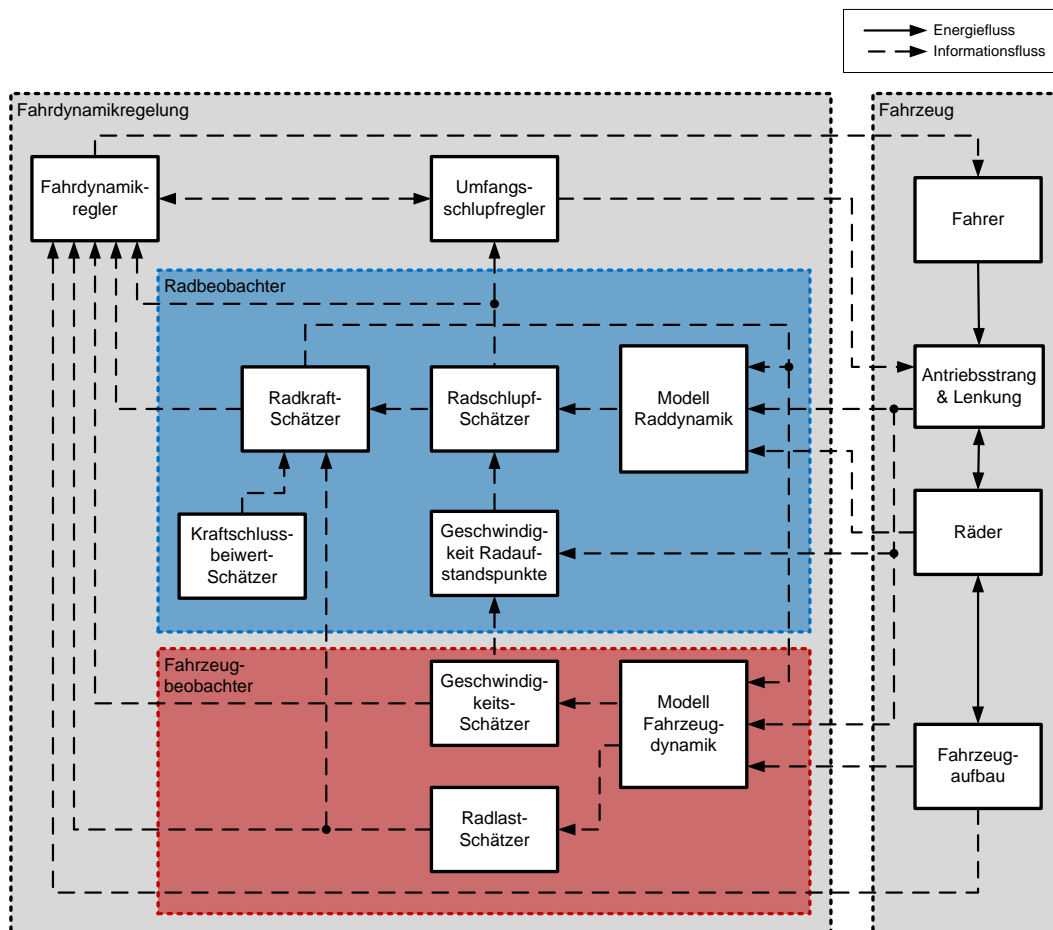 Energiefluss
Informationsfluss
Fahrdynamikregelung
Fahrzeug
Fahrdynamik-
regler
Umfangs-
schlupfregler
Fahrer
Radbeobachter
Radkraft-
Schätzer
Radschlupf-
Schätzer
Modell
Raddynamik
Antriebsstrang
& Lenkung
Kraftschluss-
beiwert-
Schätzer
Geschwindig-
keit Radauf-
standspunkte
Räder
Fahrzeug-
beobachter
Geschwindig-
keits-
Schätzer
Modell
Fahrzeug-
dynamik
Fahrzeug-
aufbau
Radlast-
Schätzer